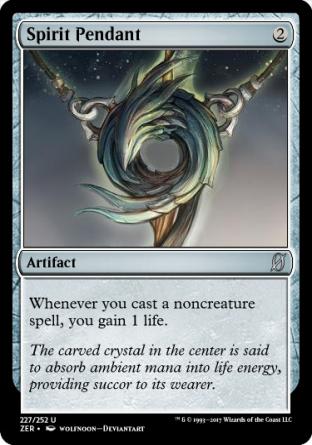 Spirit Pendant 2
Artifact
Whenever you cast a noncreature
spell, you gain 1 life.
The carved crystal in the center is said
to absorb ambient mana into life energy,
providing succor to its wearer.
227/252 U
ZER • WOLFNOON—DEVIANTART
™ & © 1993–2017 Wizards of the Coast LLC